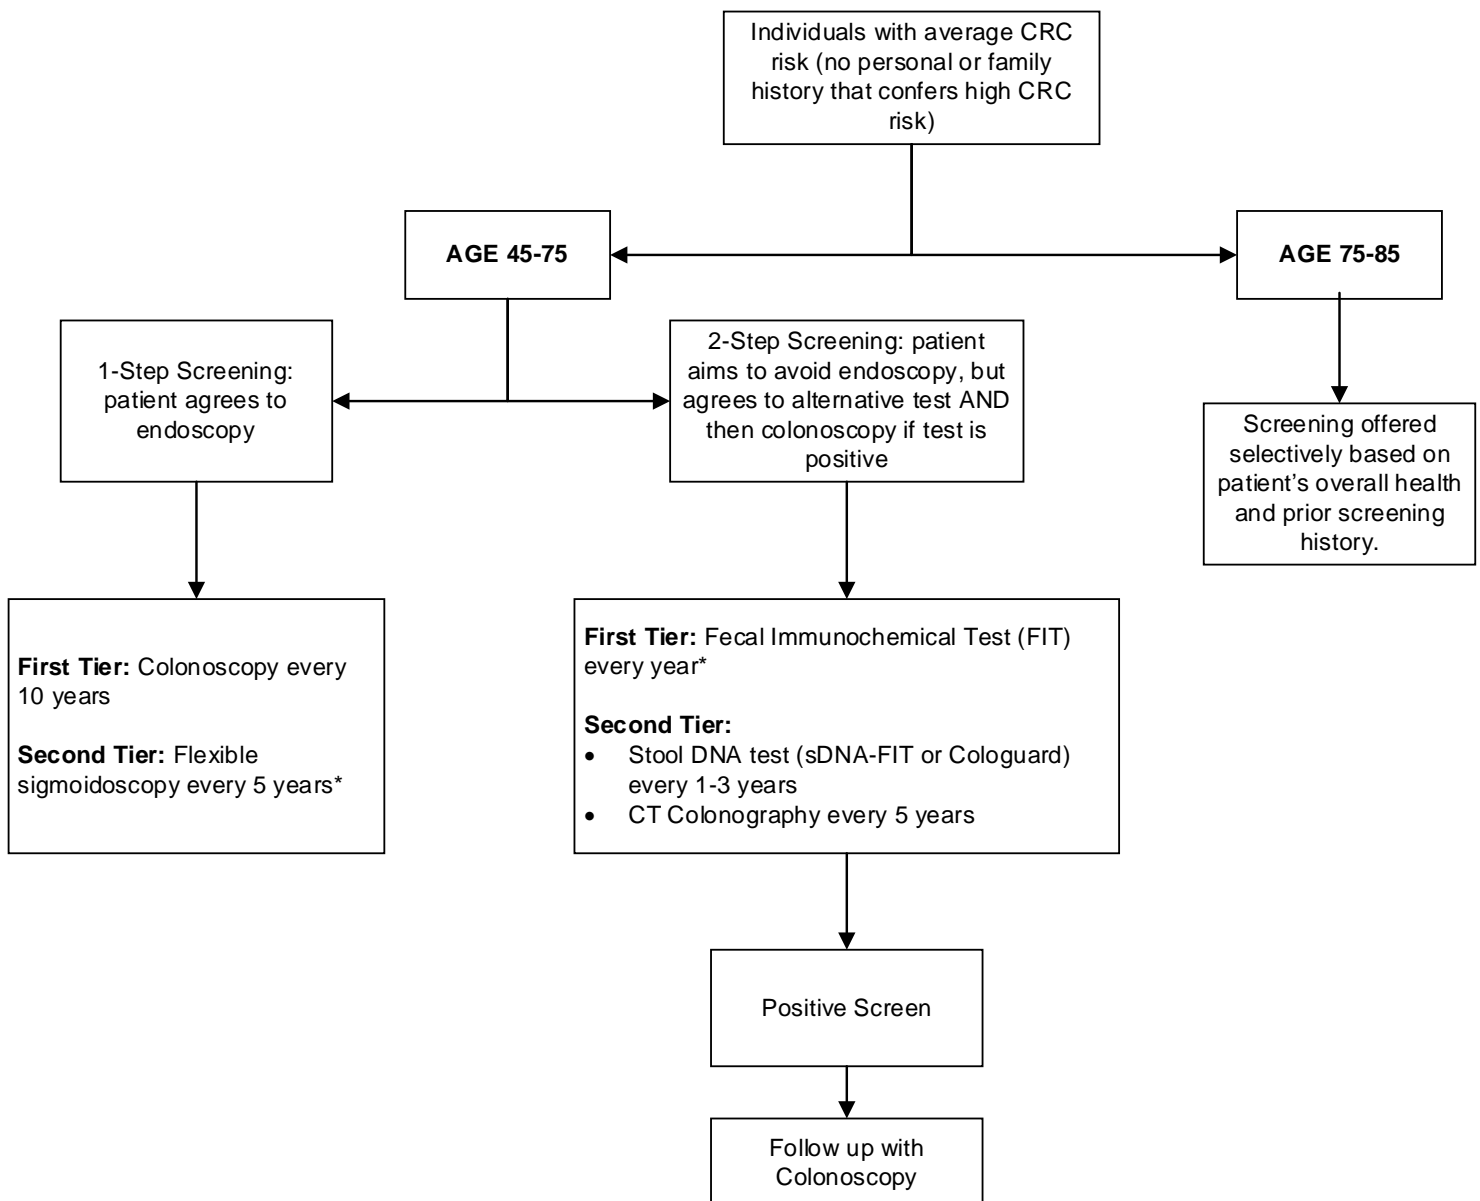 Individuals with average CRC
risk (no personal or family
history that confers high CRC
risk)
AGE 45-75
AGE 75-85
1-Step Screening:
patient agrees to
endoscopy
2-Step Screening: patient
aims to avoid endoscopy, but
agrees to alternative test AND
then colonoscopy if test is
positive
Screening offered
selectively based on
patient’s overall health
and prior screening
history.
First Tier: Colonoscopy every
10 years
Second Tier: Flexible
sigmoidoscopy every 5 years*
First Tier: Fecal Immunochemical Test (FIT)
every year*
Second Tier:
• Stool DNA test (sDNA-FIT or Cologuard)
every 1-3 years
• CT Colonography every 5 years
Positive Screen
Follow up with
Colonoscopy